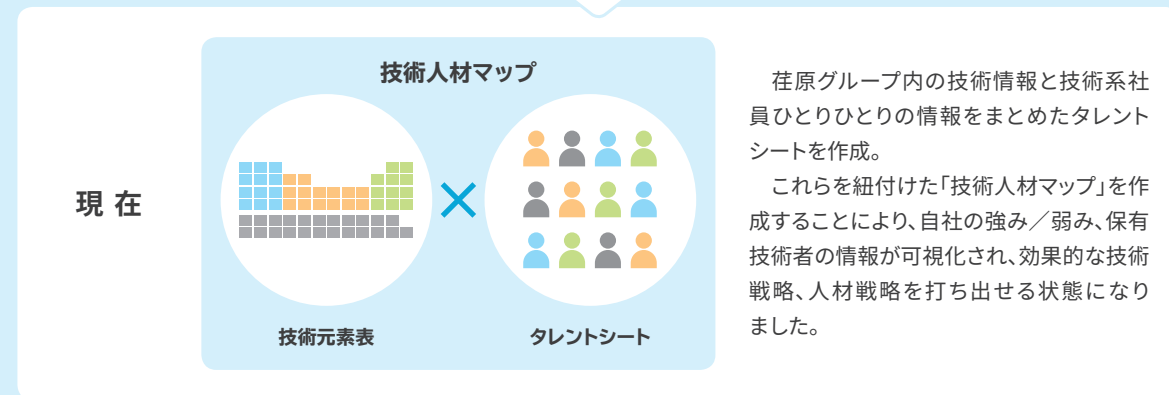 現在
技術人材マップ
技術元素表
タレントシート
　荏原グループ内の技術情報と技術系社
員ひとりひとりの情報をまとめたタレント
シートを作成。
　これらを紐付けた「技術人材マップ」を作
成することにより、自社の強み／弱み、保有
技術者の情報が可視化され、効果的な技術
戦略、人材戦略を打ち出せる状態になり
ました。